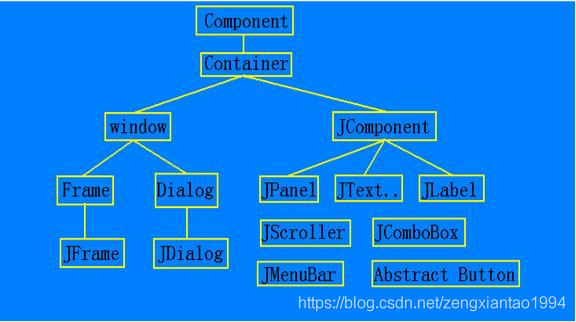 Component
Container
window
JComponent
Frame
Dialog
JPanel
JText..
JLabel
JFrame
JDialog
JScroller
JComboBox
JMenuBar
Abstract Button
https://blog.csdn.net/zengxiantao1994